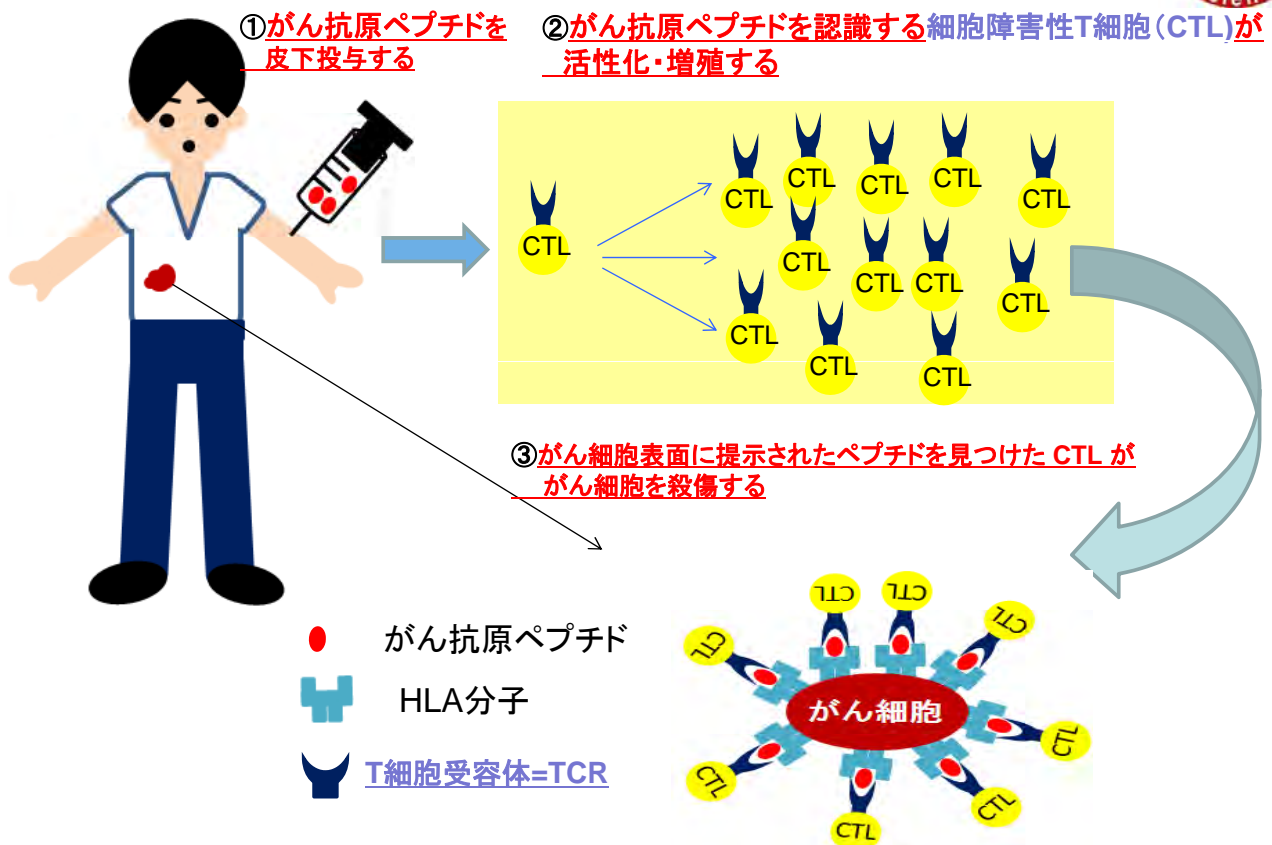 ①がん抗原ペプチドを
皮下投与する
②がん抗原ペプチドを認識する細胞障害性T細胞(CTL)が
活性化・増殖する
CTL
CTL
CTL
CTL
CTL
CTL
CTL
CTL
CTL
CTL
CTL
CTL
CTL
③がん細胞表面に提示されたペプチドを見つけた CTL が
がん細胞を殺傷する
がん抗原ペプチド
HLA分子
T細胞受容体=TCR
CTL
CTL
CTL
CTL
がん細胞
CTL
CTL
CTL
CTL